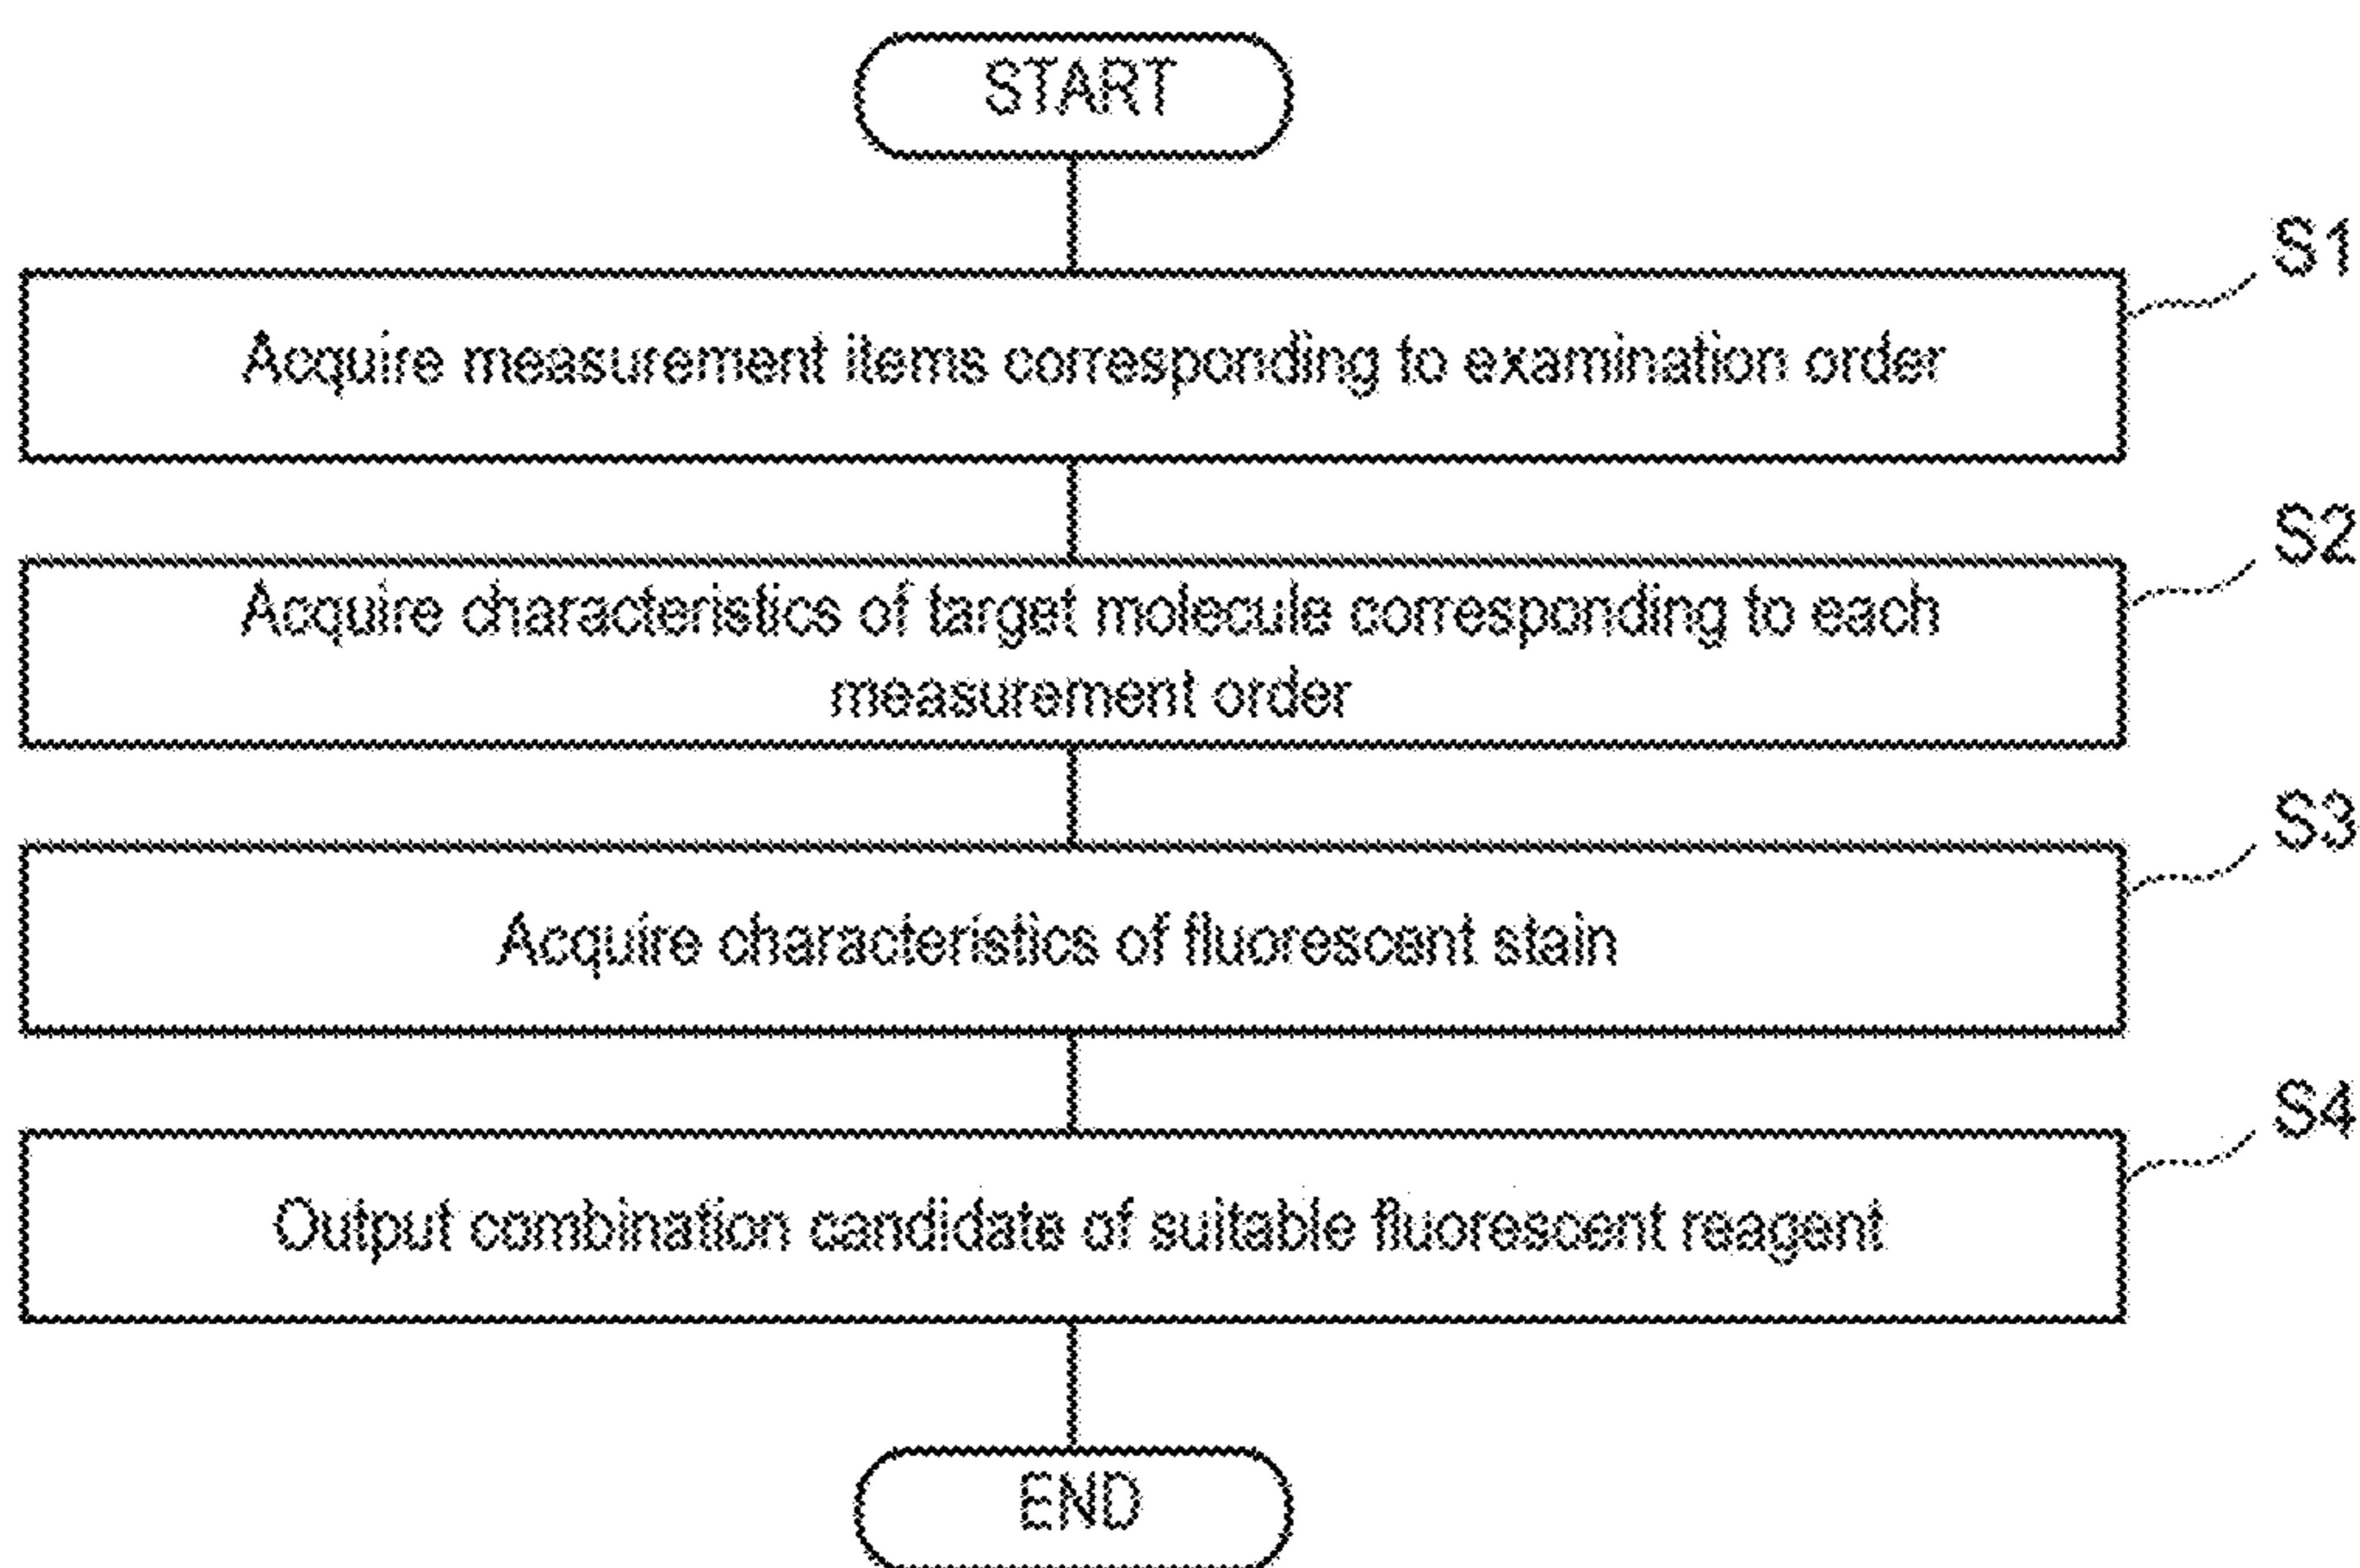 START
S1
Acquire measurement items corresponding to examination order
S2
Acquire characteristics of target molecule corresponding to each
measurement order
S3
Acquire characteristics of fluorescent stain
S4
Output combination candidate of suitable fluorescent reagent
END